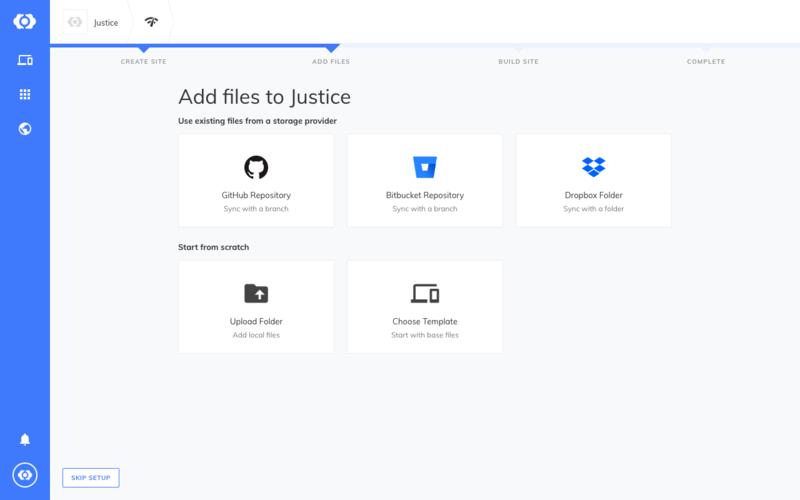 Justice
CREATE SITE
ADD FILES
BUILD SITE
COMPLETE
Add files to Justice
Use existing files from a storage provider
GitHub Repository
Sync with a branch
Bitbucket Repository
Sync with a branch
Dropbox Folder
Sync with a folder
Start from scratch
Upload Folder
Add local files
Choose Template
Start with base files
SKIP SETUP